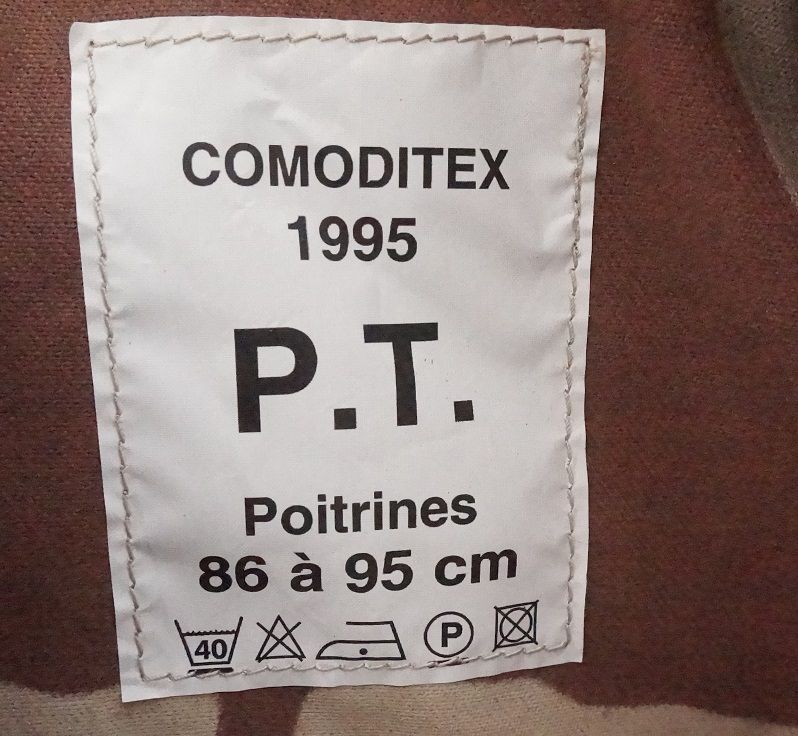 COMODITEX
1995
P.T.
Poitrines
86 à 95 cm
40 P